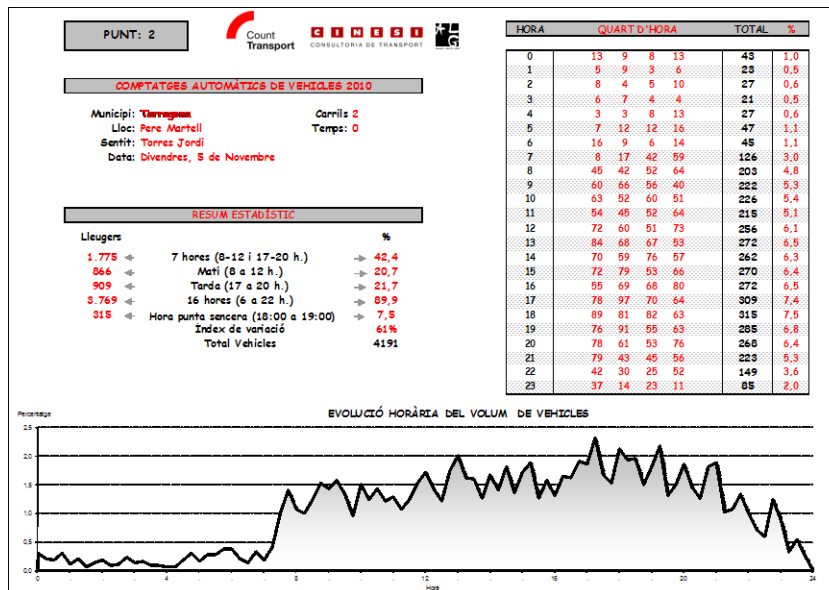 PUNT: 2
Count
Transport
CINESI
CONSULTORIA DE TRANSPORT
COMPTATGES AUTOMÀTICS DE VEHICLES 2010
Municipi: Tarragona Carrils 2
Lloc: Pere Martell Temps: 0
Sentit: Torres Jordi
Data: Divendres, 5 de Novembre
RESUM ESTADÍSTIC
Lleugers %
1.775 7 hores (8-12 i 17-20 h.) 42,4
866 Matí (8 a 12 h.) 20,7
909 Tarda (17 a 20 h.) 21,7
3.769 16 hores (6 a 22 h.) 89,9
315 Hora punta sencera (18:00 a 19:00) 7,5
Índex de variació 61%
Total Vehicles 4191
HORA QUART D'HORA TOTAL %
0 13 9 8 13 43 1,0
1 5 9 3 6 23 0,5
2 8 4 5 10 27 0,6
3 6 7 4 4 21 0,5
4 3 3 8 13 27 0,6
5 7 12 12 16 47 1,1
6 16 9 6 14 45 1,1
7 8 17 42 59 126 3,0
8 45 42 52 64 203 4,8
9 60 66 56 40 222 5,3
10 63 52 60 51 226 5,4
11 54 45 52 64 215 5,1
12 72 60 51 73 256 6,1
13 84 68 67 53 272 6,5
14 70 59 76 57 262 6,3
15 72 79 53 66 270 6,4
16 55 69 68 80 272 6,5
17 78 97 70 64 309 7,4
18 89 81 82 63 315 7,5
19 76 91 55 63 285 6,8
20 78 61 53 76 268 6,4
21 79 43 45 56 223 5,3
22 42 30 25 52 149 3,6
23 37 14 23 11 85 2,0
EVOLUCIÓ HORÀRIA DEL VOLUM DE VEHICLES
Percentatge
2,5
2,0
1,5
1,0
0,5
0,0
0 4 8 12 16 20 24
Hora